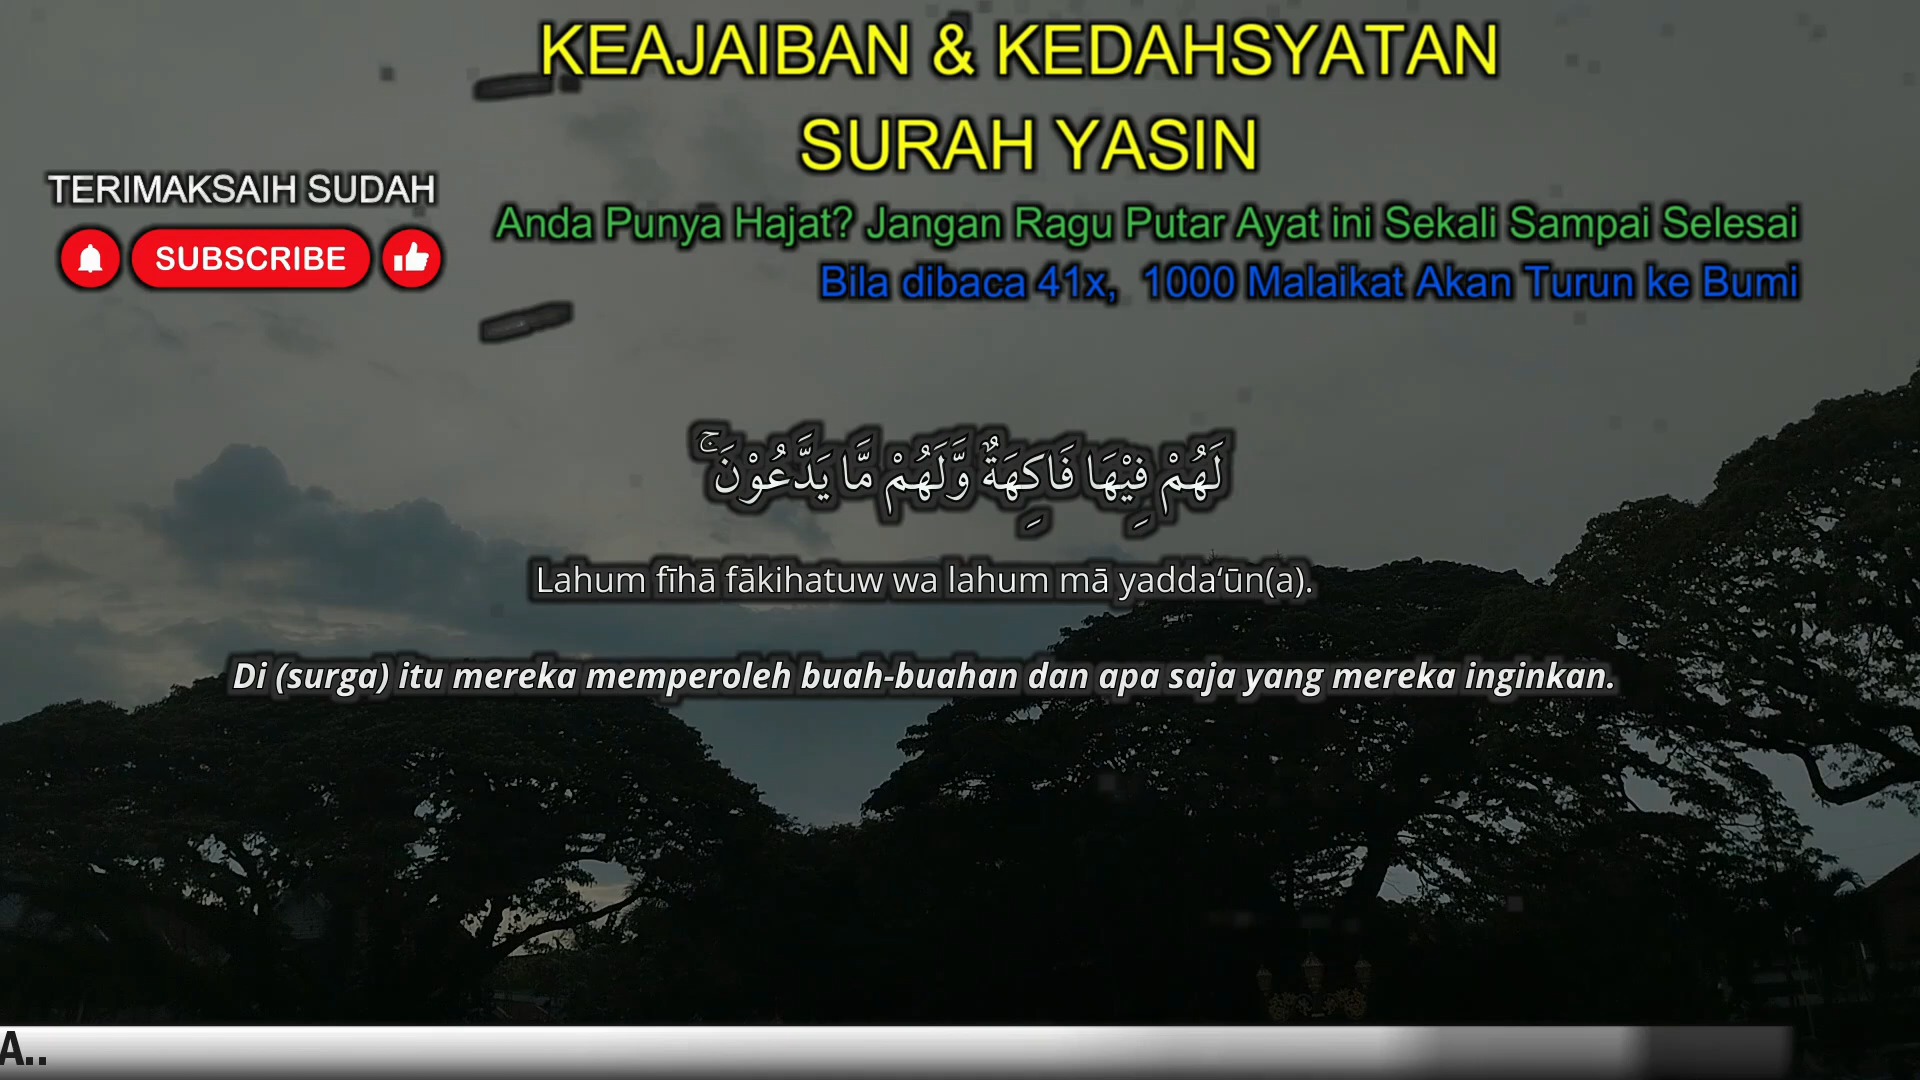 KEAJAIBAN & KEDAHSYATAN
SURAH YASIN
TERIMAKSAIH SUDAH
SUBSCRIBE
Anda Punya Hajat? Jangan Ragu Putar Ayat ini Sekali Sampai Selesai
Bila dibaca 41x, 1000 Malaikat Akan Turun ke Bumi
لَهُمْ فِيْهَا فَاكِهَةٌ وَّلَهُمْ مَّا يَدَّعُوْنَ ۚ
Lahum fīhā fākihatuw wa lahum mā yadda‘ūn(a).
Di (surga) itu mereka memperoleh buah-buahan dan apa saja yang mereka inginkan.
A..